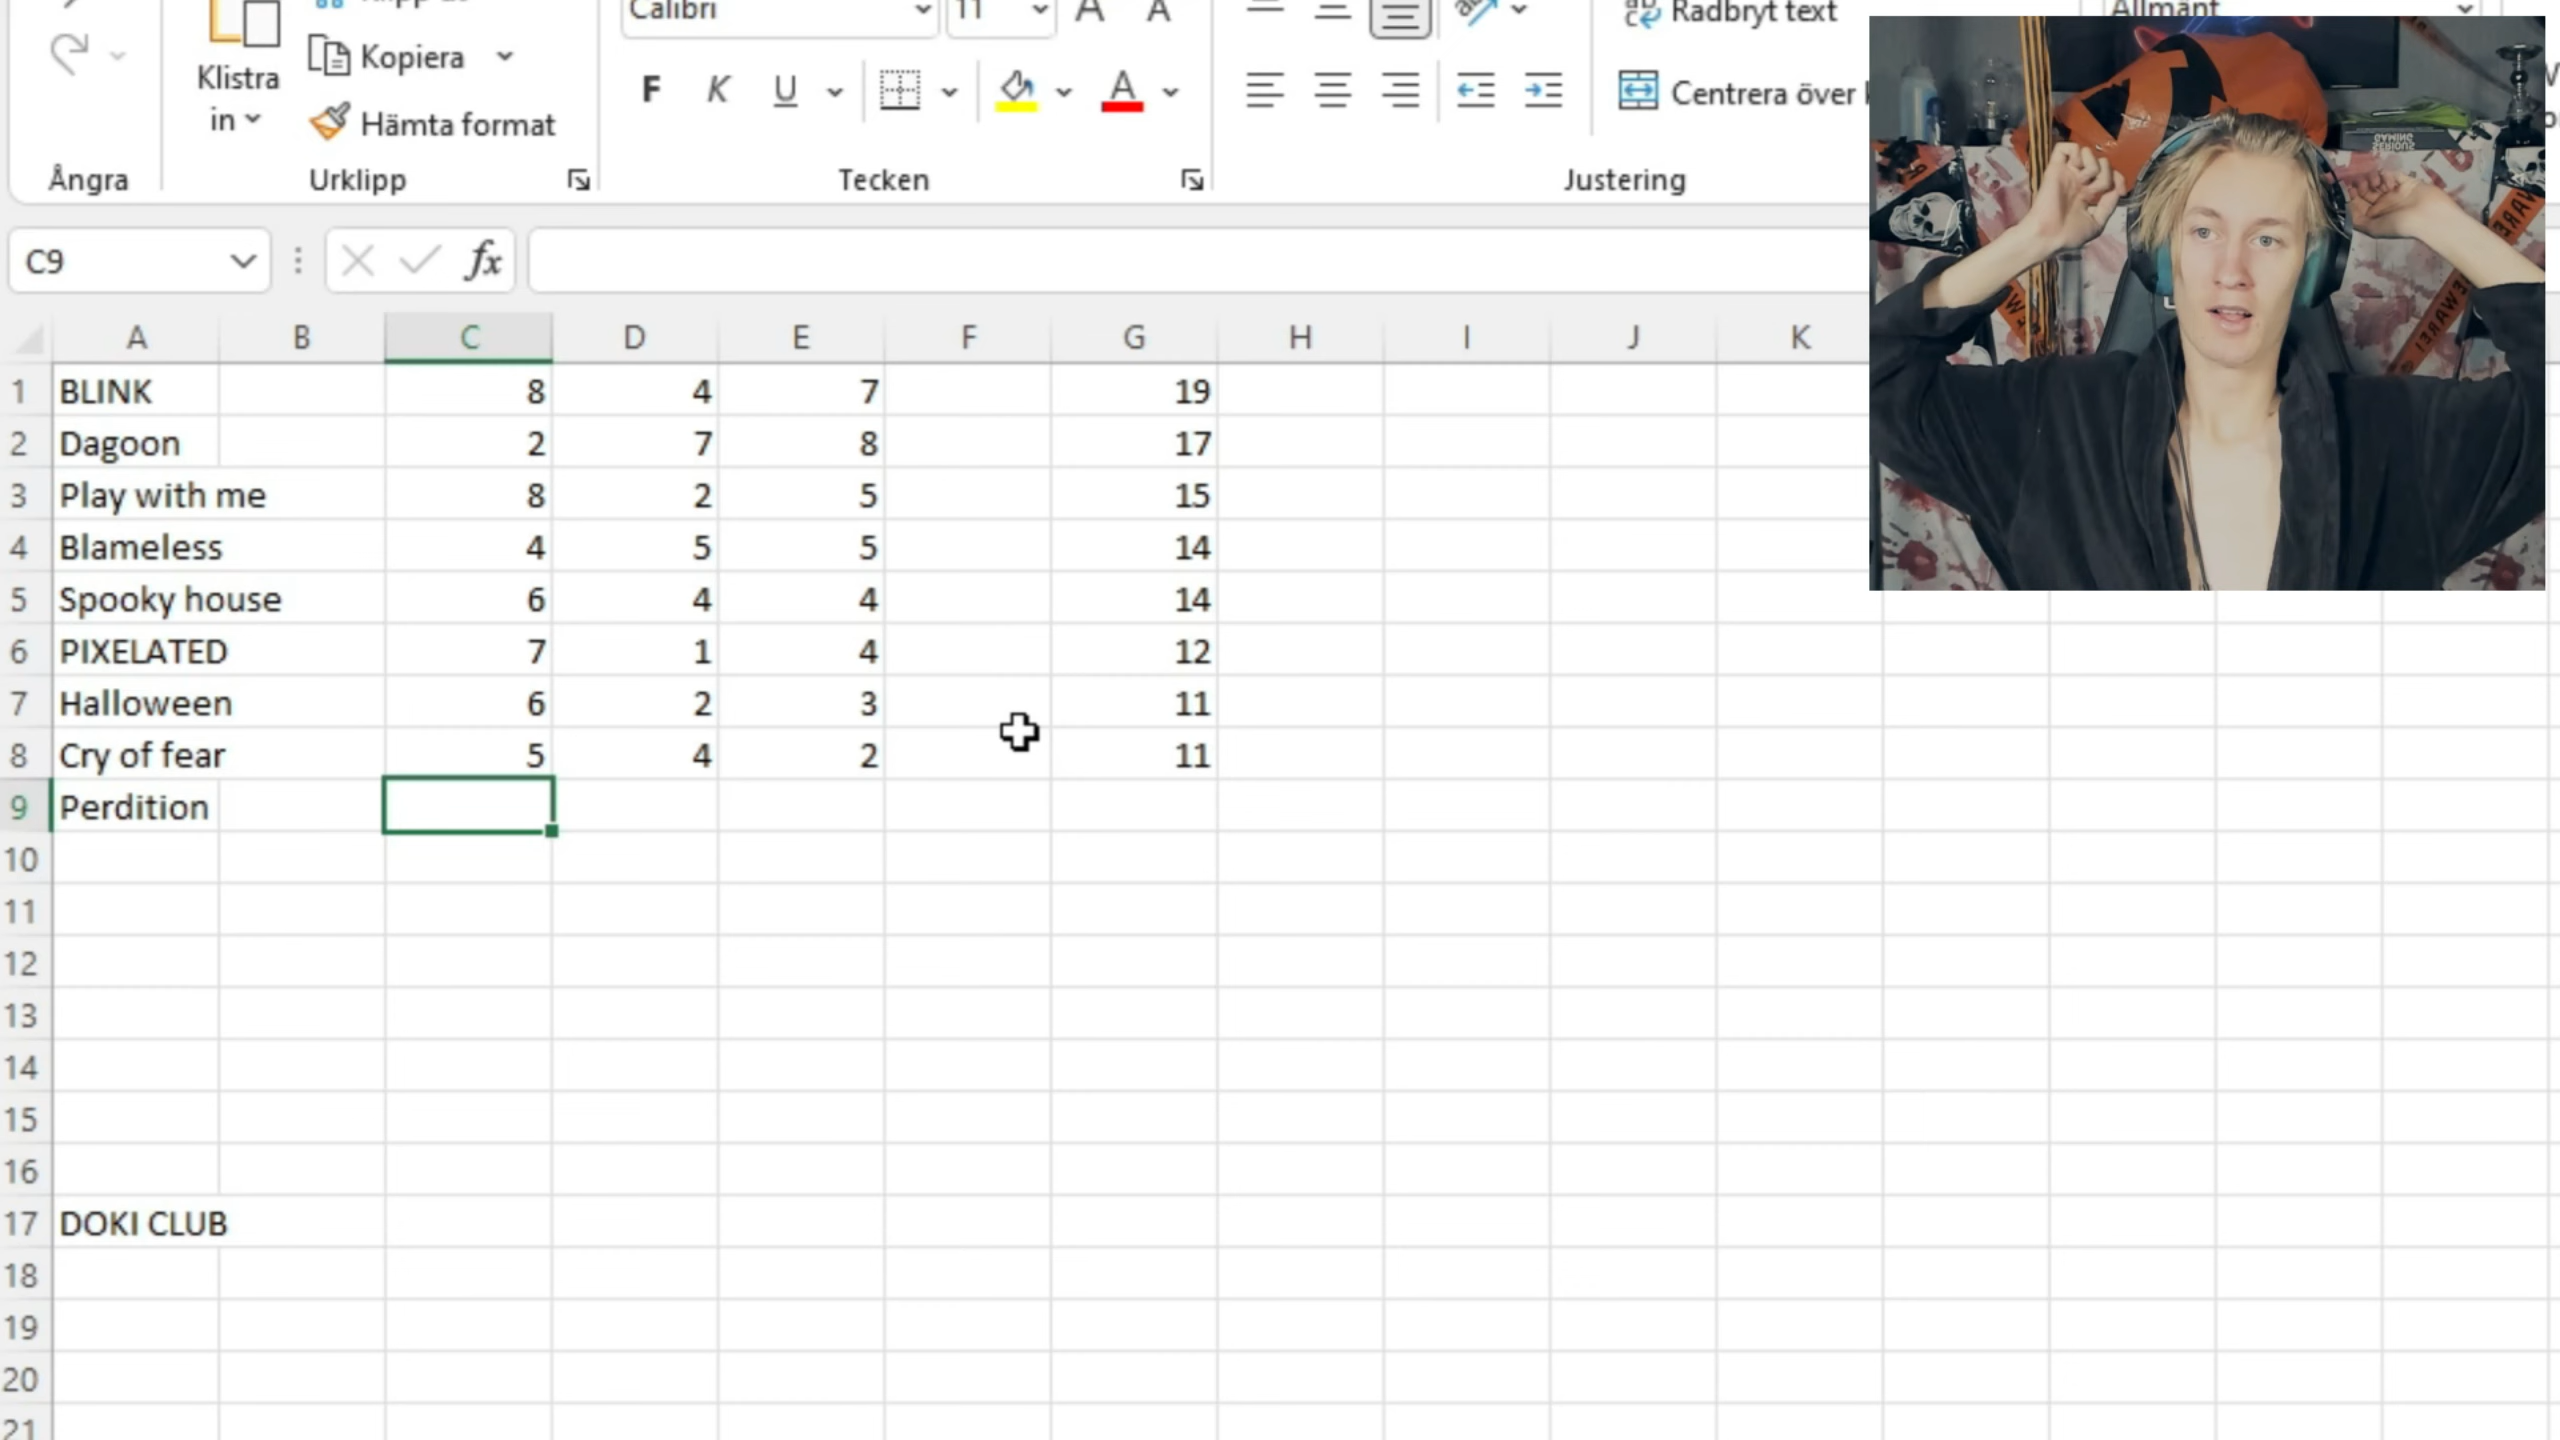 Calibri
11
A
A
Radbryt text
Allmänt
Klistra
in
Kopiera
Hämta format
F
K
U
A
Centrera över
Ångra
Urklipp
Tecken
Justering
C9
fx
A B C D E F G H I J K
1 BLINK 8 4 7 19
2 Dagoon 2 7 8 17
3 Play with me 8 2 5 15
4 Blameless 4 5 5 14
5 Spooky house 6 4 4 14
6 PIXELATED 7 1 4 12
7 Halloween 6 2 3 11
8 Cry of fear 5 4 2 11
9 Perdition
10
11
12
13
14
15
16
17 DOKI CLUB
18
19
20
21